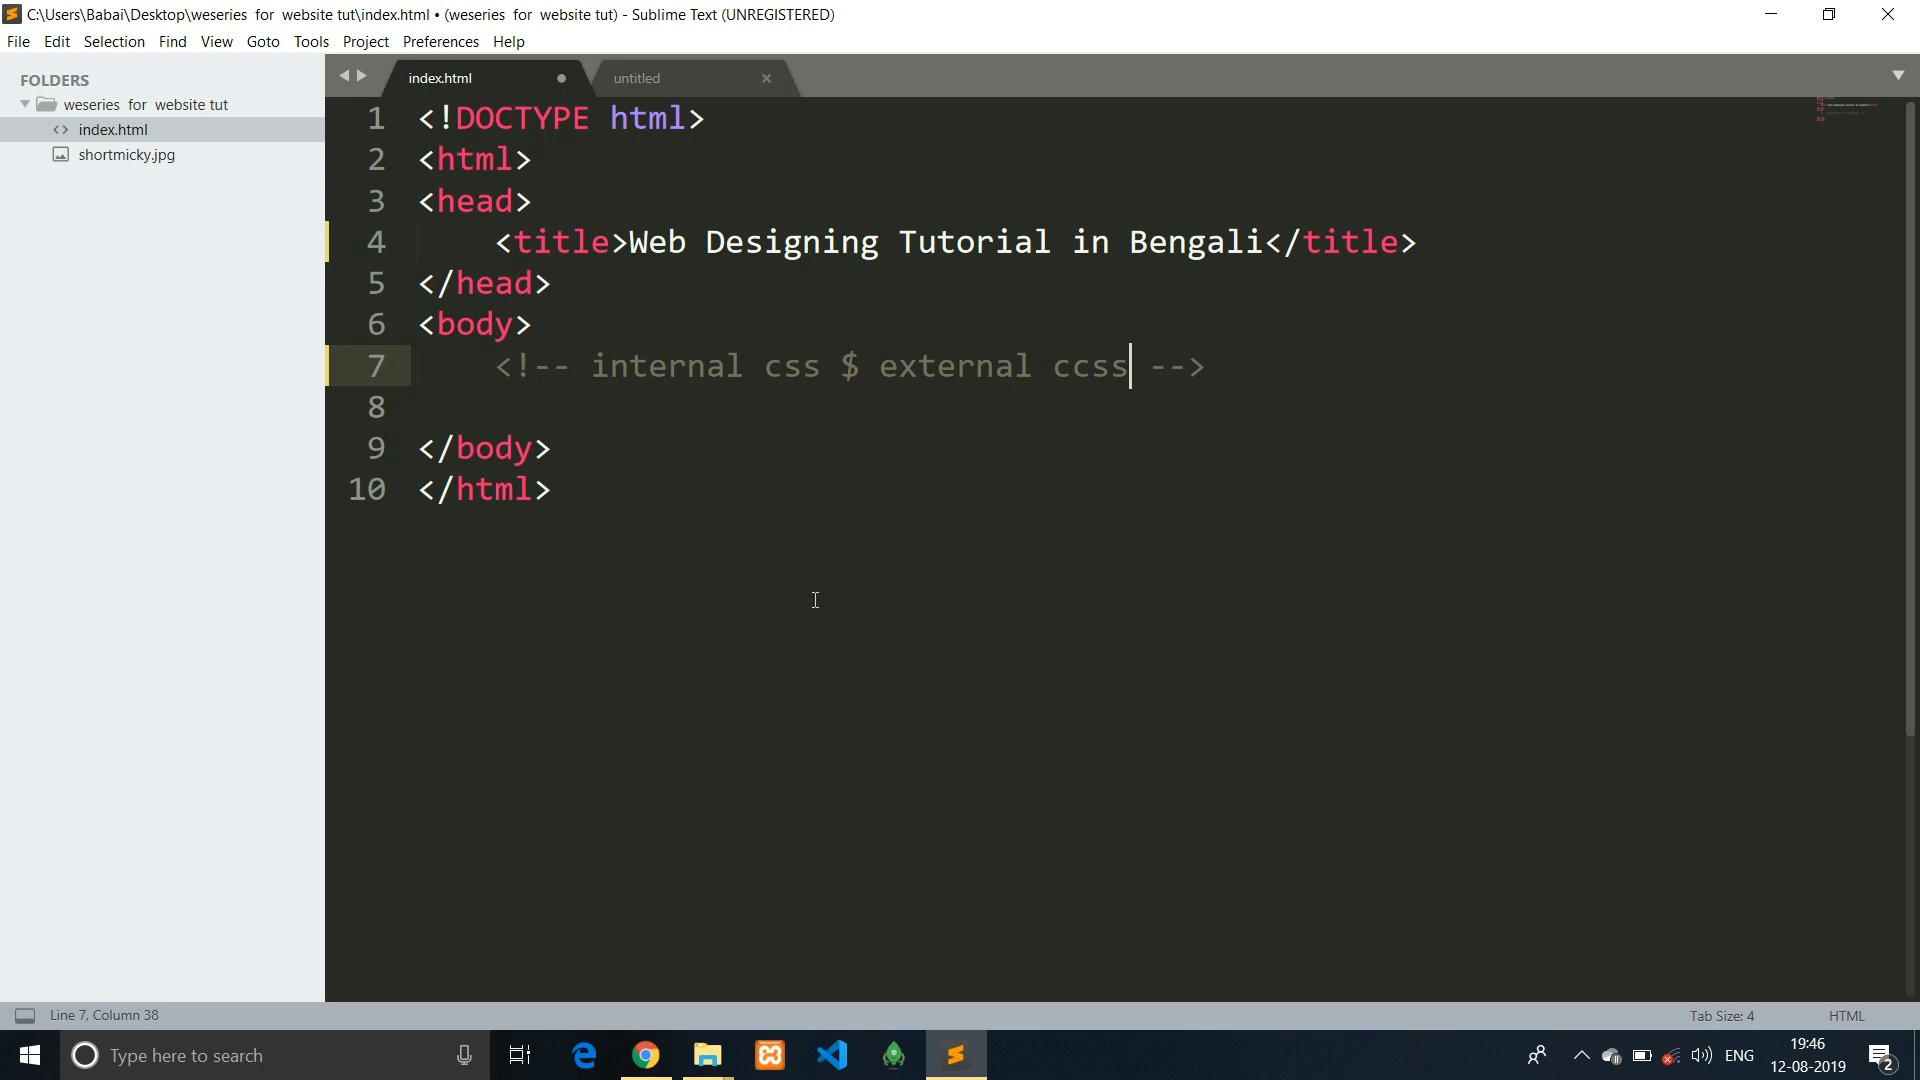 C:\Users\Babai\Desktop\weseries for website tut\index.html • (weseries for website tut) - Sublime Text (UNREGISTERED)
File Edit Selection Find View Goto Tools Project Preferences Help
FOLDERS
weseries for website tut
<> index.html
shortmicky.jpg
index.html
untitled
1 <!DOCTYPE html>
2 <html>
3 <head>
4 <title>Web Designing Tutorial in Bengali</title>
5 </head>
6 <body>
7 <!-- internal css $ external ccss -->
8
9 </body>
10 </html>
Line 7, Column 38
Tab Size: 4
HTML
Type here to search
ENG
19:46
12-08-2019
2